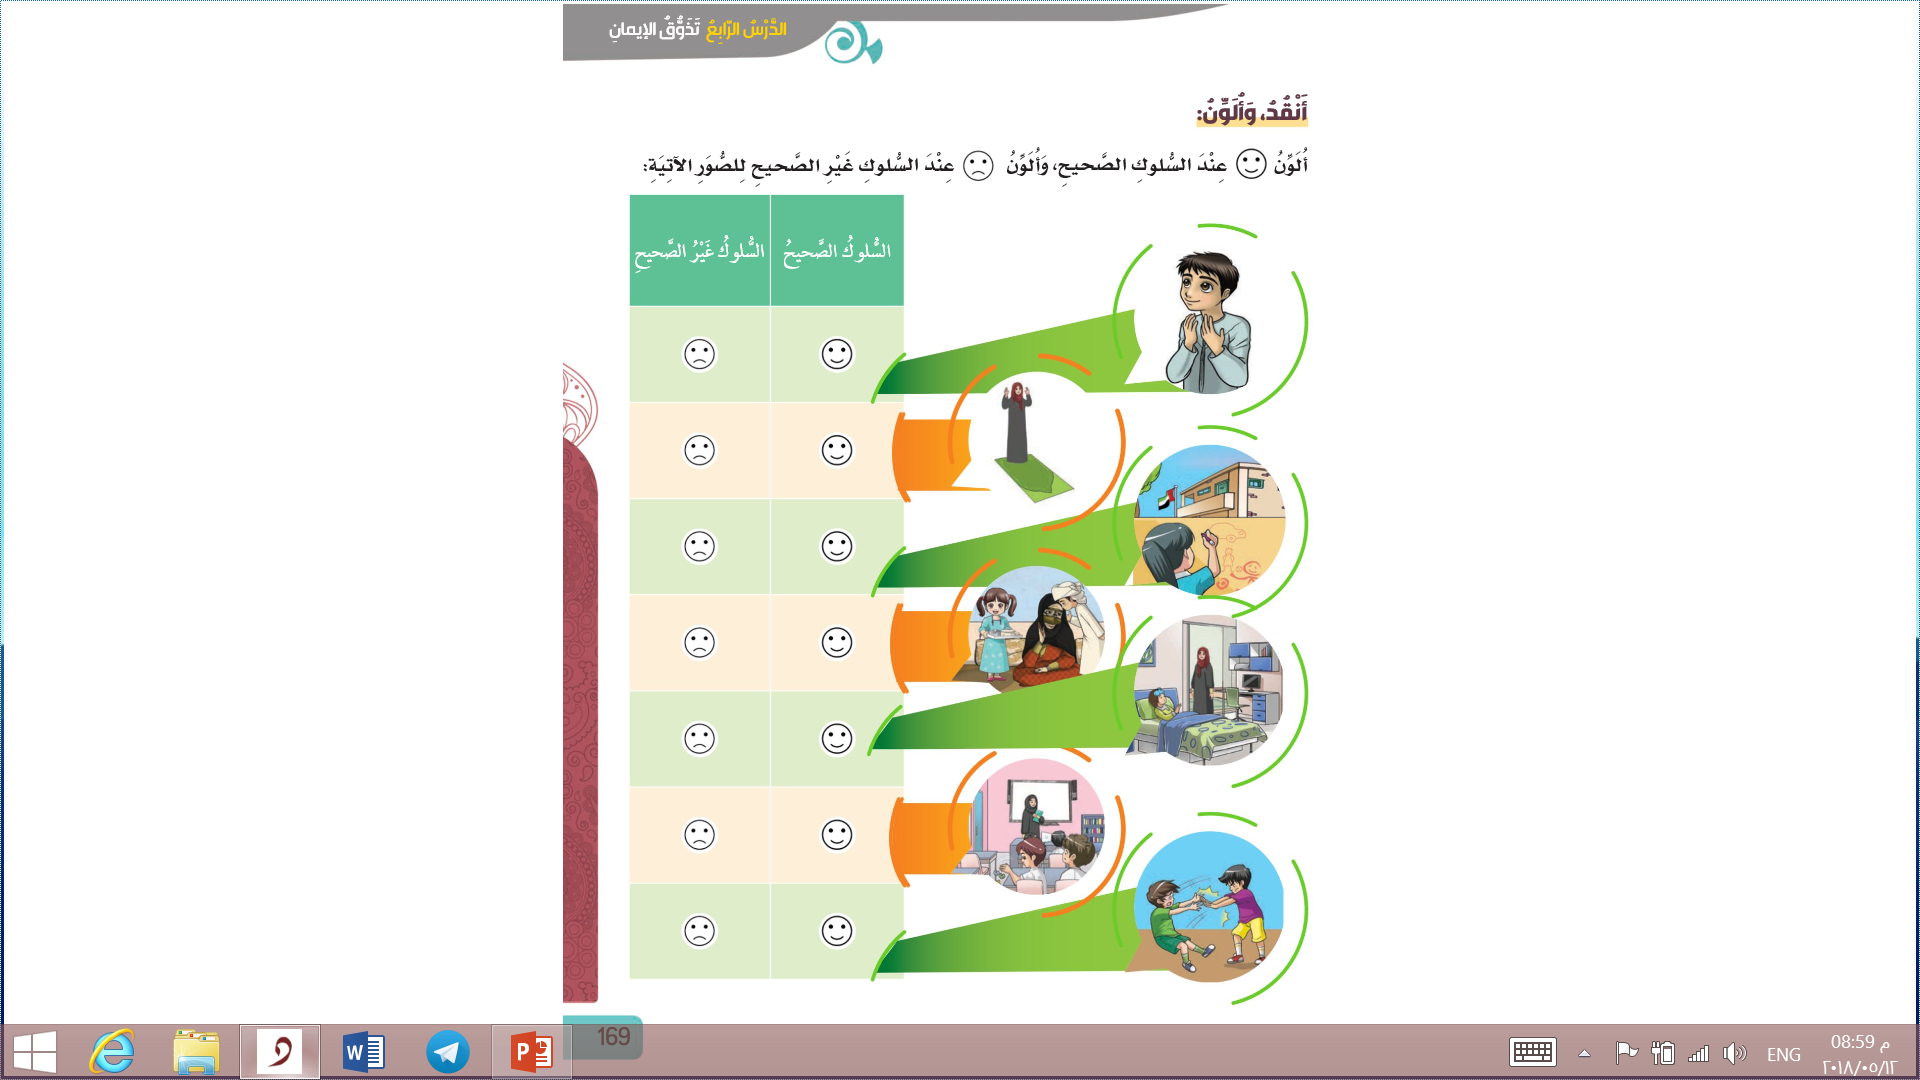 الدَّرْسُ الرّابِعُ تَذَوُّقُ الإيمانِ
أَنْقُدُ، وَأُلَوِّنُ:
أُلَوِّنُ عِنْدَ السُّلوكِ الصَّحيحِ، وَأُلَوِّنُ عِنْدَ السُّلوكِ غَيْرِ الصَّحيحِ لِلصُّوَرِ الآتِيَةِ:
السُّلوكُ الصَّحيحُ
السُّلوكُ غَيْرُ الصَّحيحِ
169
ENG
08:59 م
٢٠١٨/٠٥/١٢